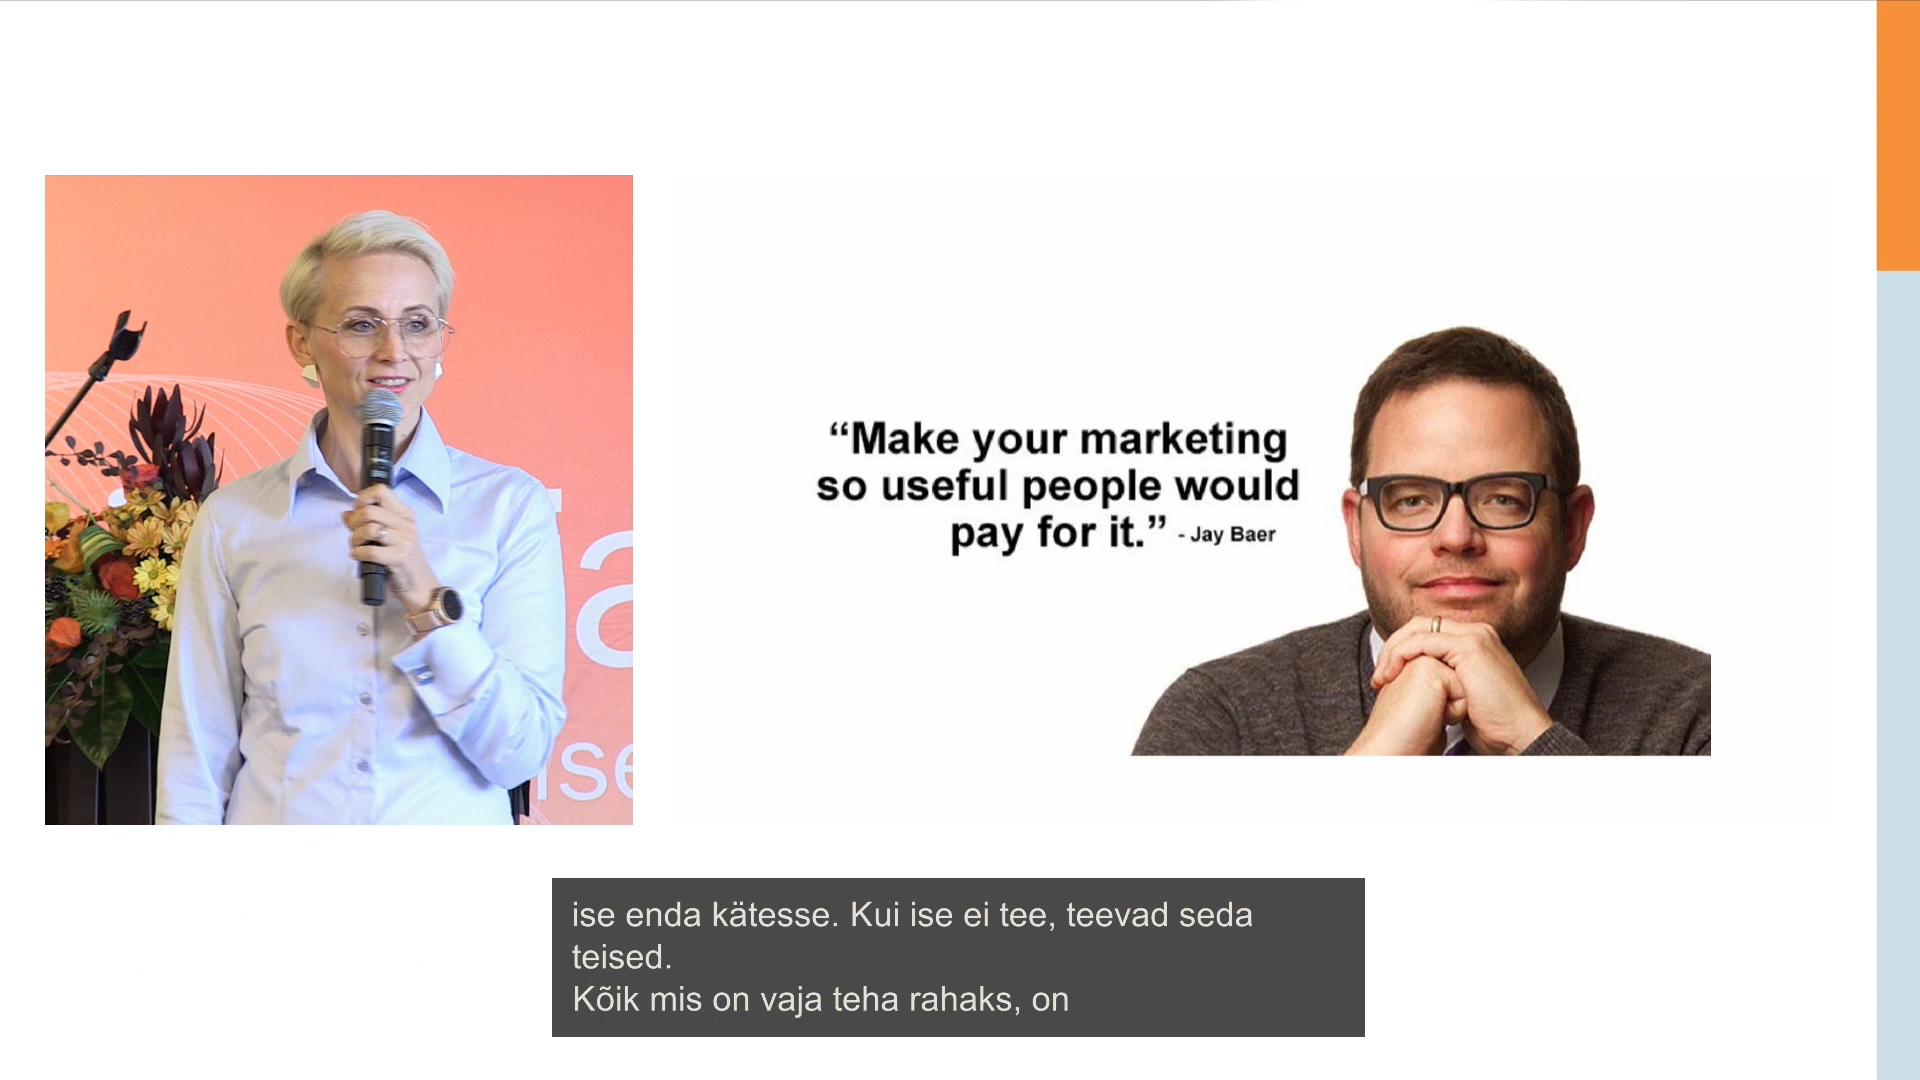 “Make your marketing
so useful people would
pay for it.” - Jay Baer
ise enda kätesse. Kui ise ei tee, teevad seda
teised.
Kõik mis on vaja teha rahaks, on